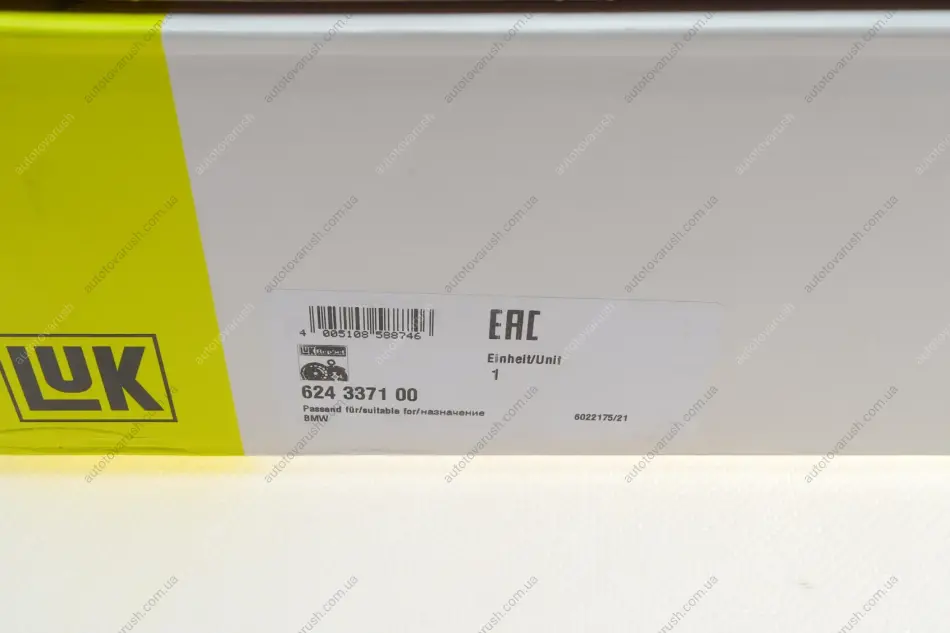 LUK
4 005108 588746
EAC
Einheit/Unit
1
624 3371 00
Passend für/suitable for/назначение
BMW
6022175/21
autotovarush.com.ua